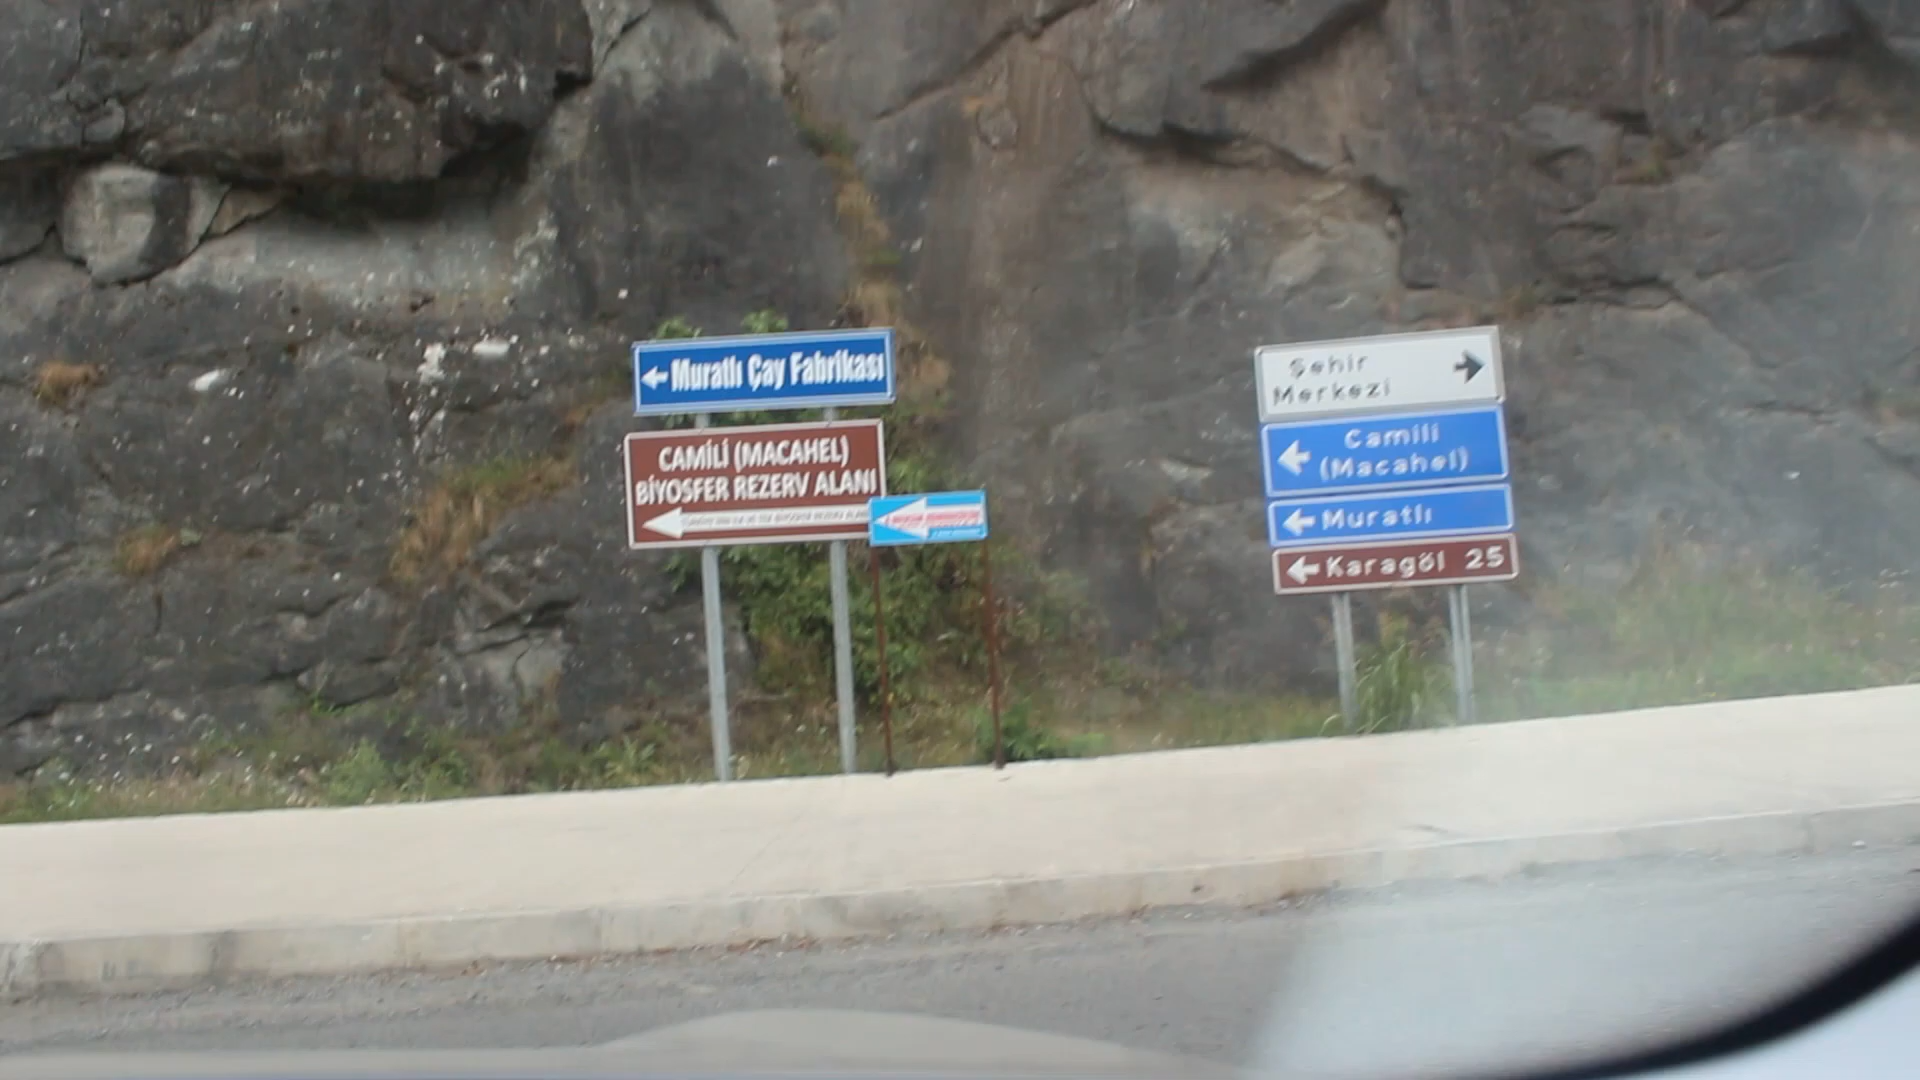 Muratlı Çay Fabrikası
CAMİLİ (MACAHEL)
BİYOSFER REZERV ALANI
Şehir
Merkezi
Camili
(Macahel)
Muratlı
Karagöl 25